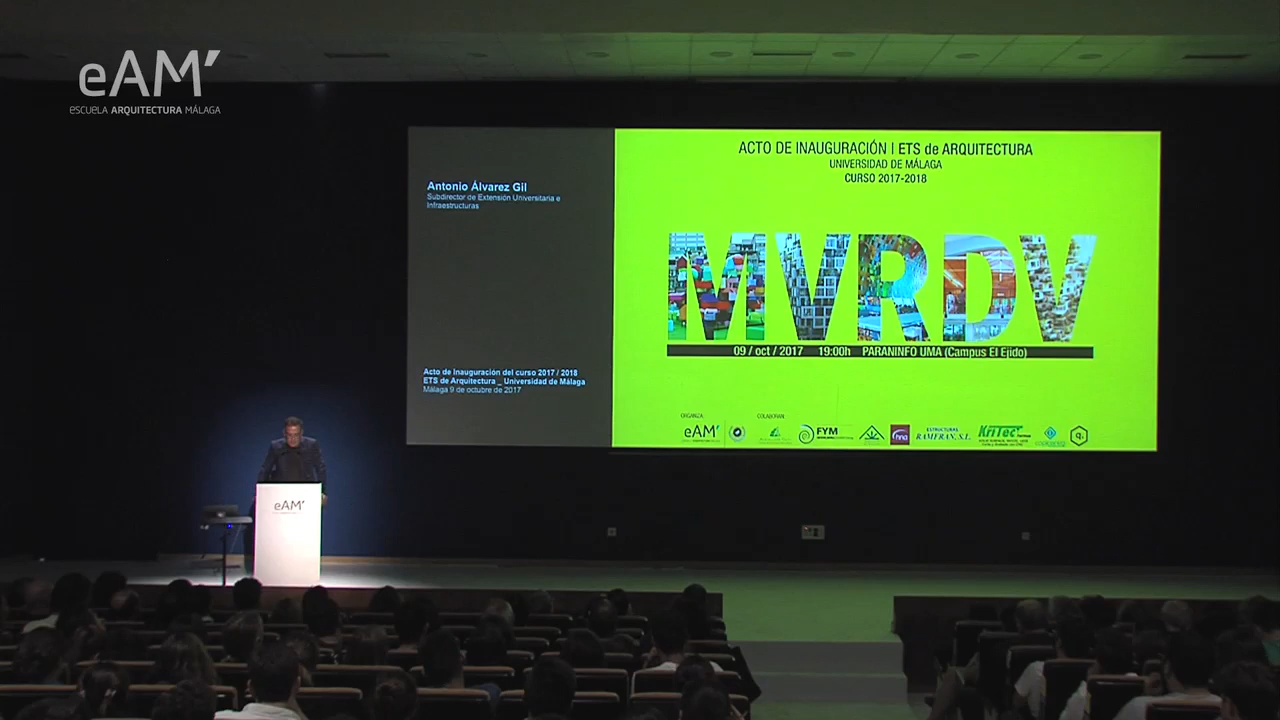 eAM'
eSCUELA ARQUITECTURA MÁLAGA
Antonio Álvarez Gil
Subdirector de Extensión Universitaria e
Infraestructuras
Acto de Inauguración del curso 2017 / 2018
ETS de Arquitectura _ Universidad de Málaga
Málaga 9 de octubre de 2017
ACTO DE INAUGURACIÓN | ETS de ARQUITECTURA
UNIVERSIDAD DE MÁLAGA
CURSO 2017-2018
MVRDV
09 / oct / 2017 19:00h PARANINFO UMA (Campus El Ejido)
ORGANIZA:
COLABORAN:
eAM'
FYM
hna
ESTRUCTURAS
RAMFRAN, S.L.
KriTec
q.
eAM'